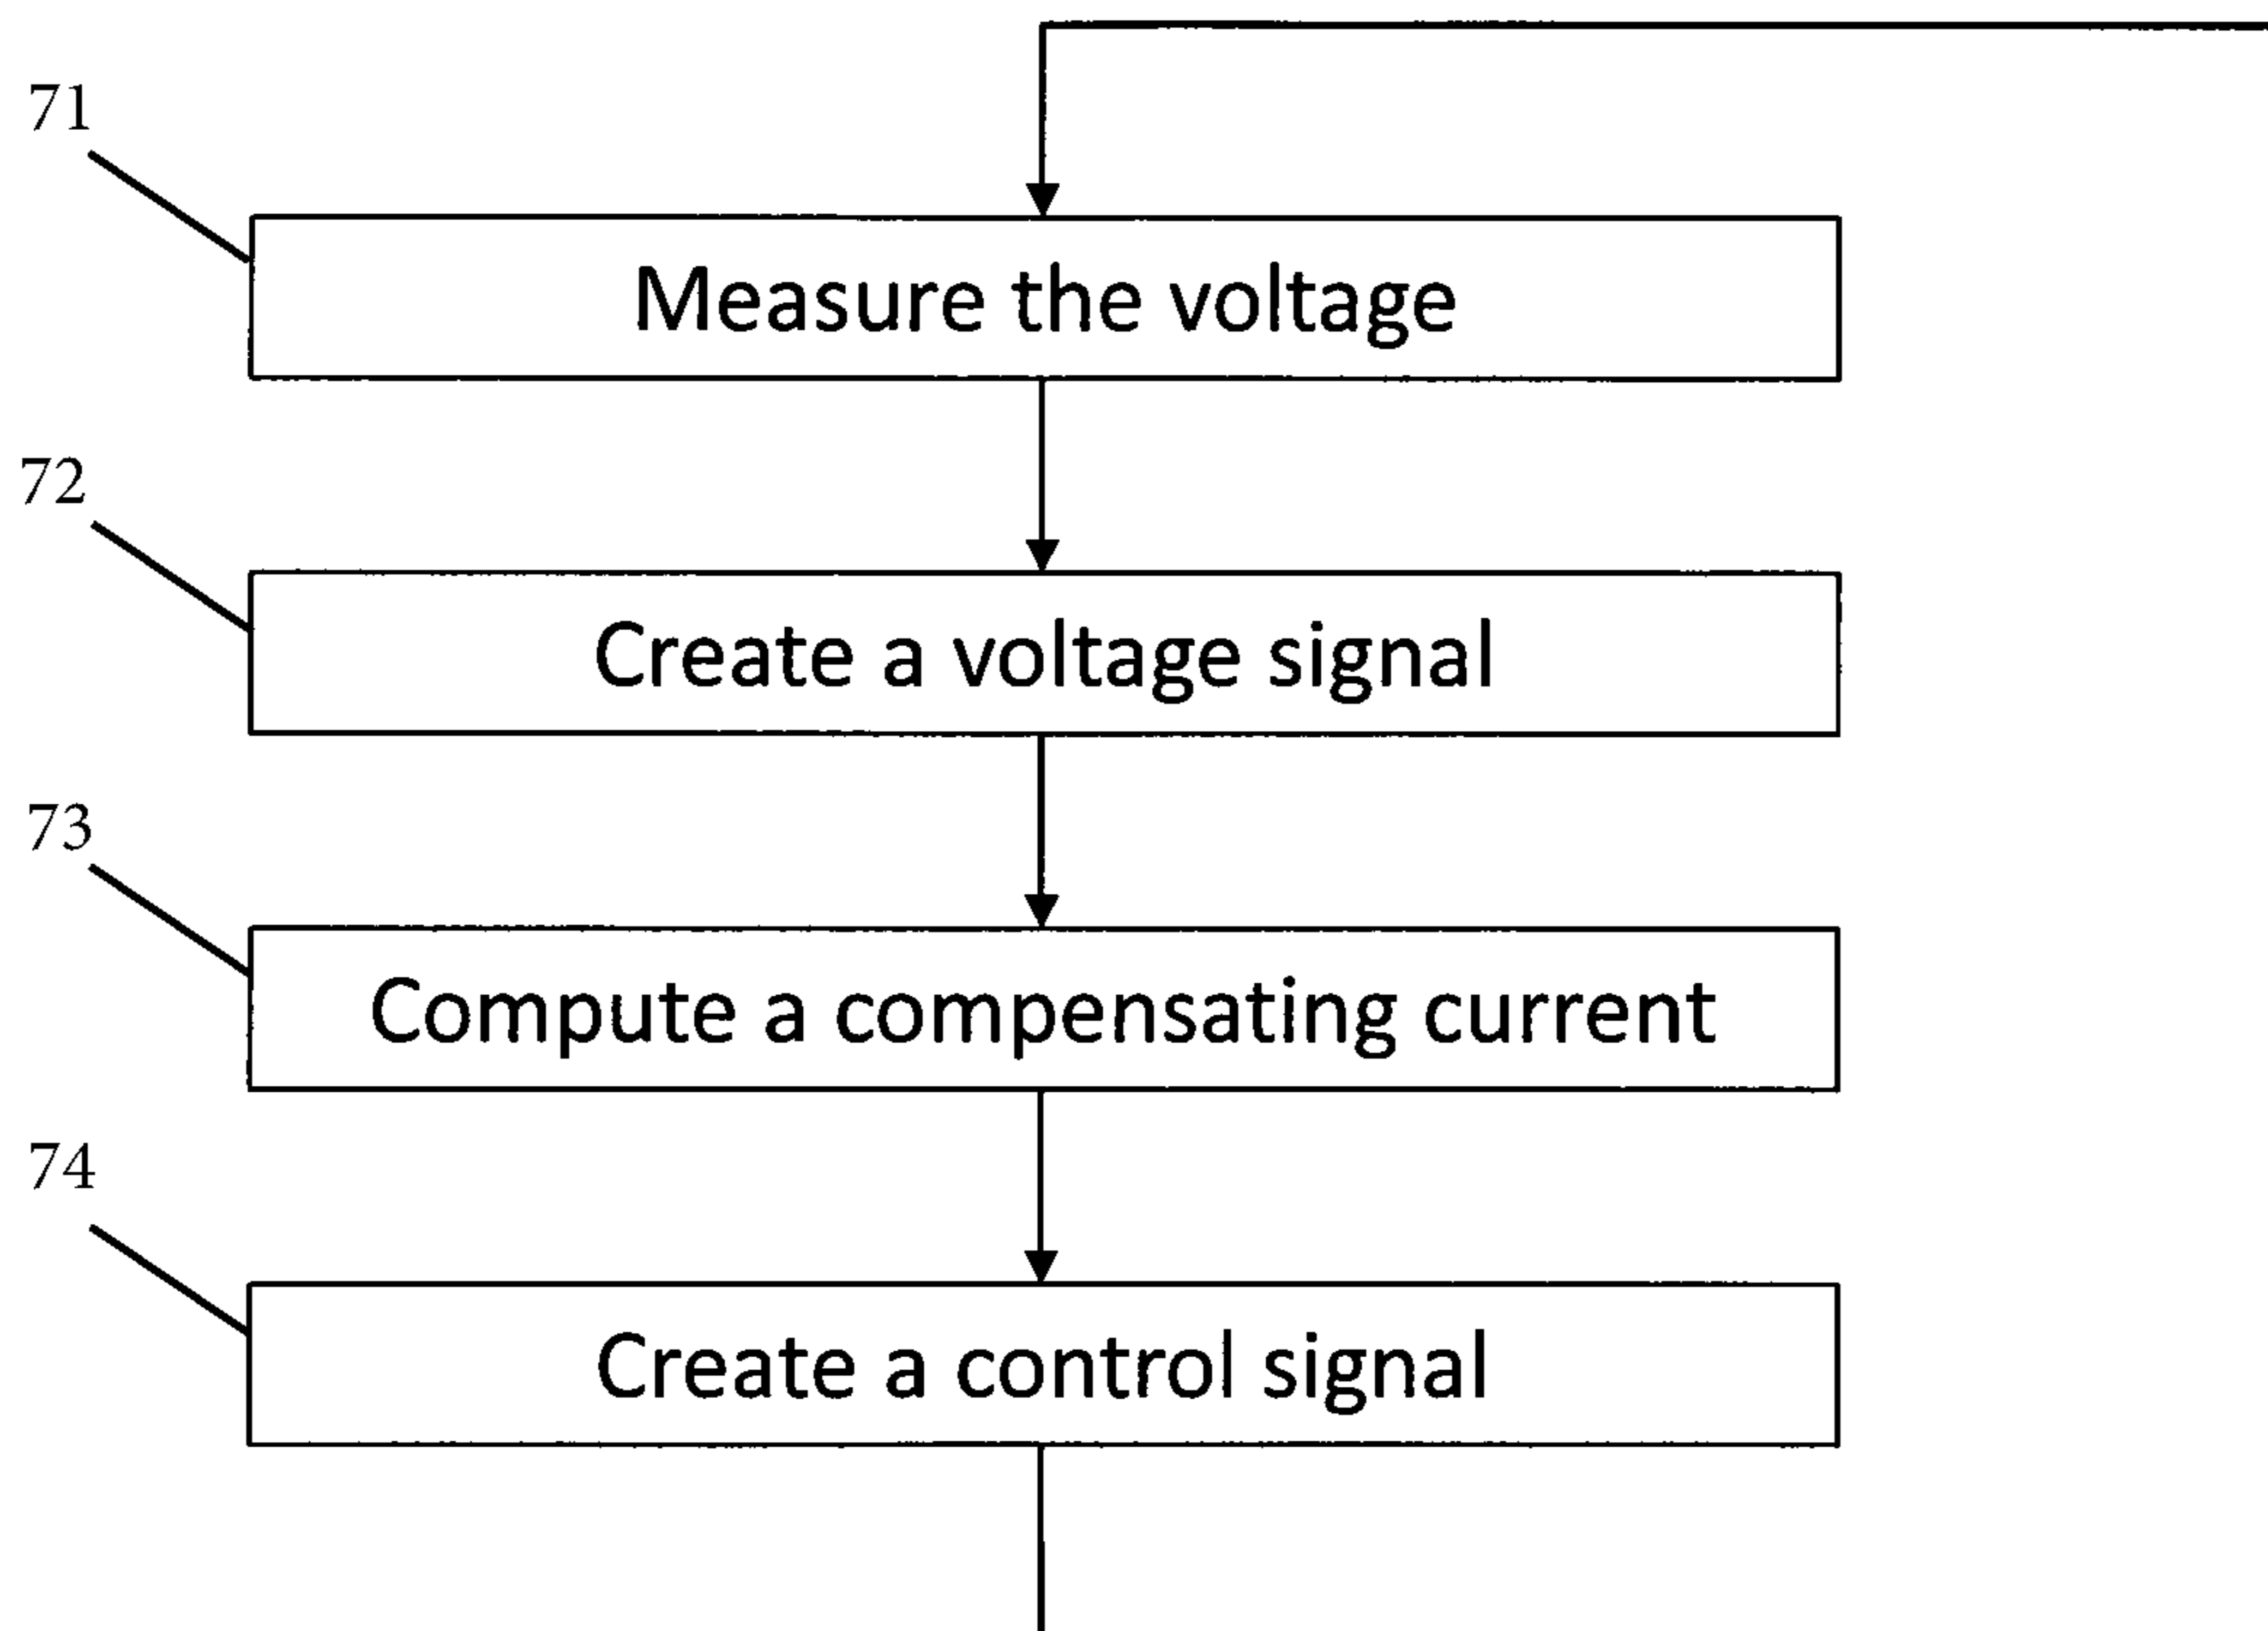 71
Measure the voltage
72
Create a voltage signal
73
Compute a compensating current
74
Create a control signal